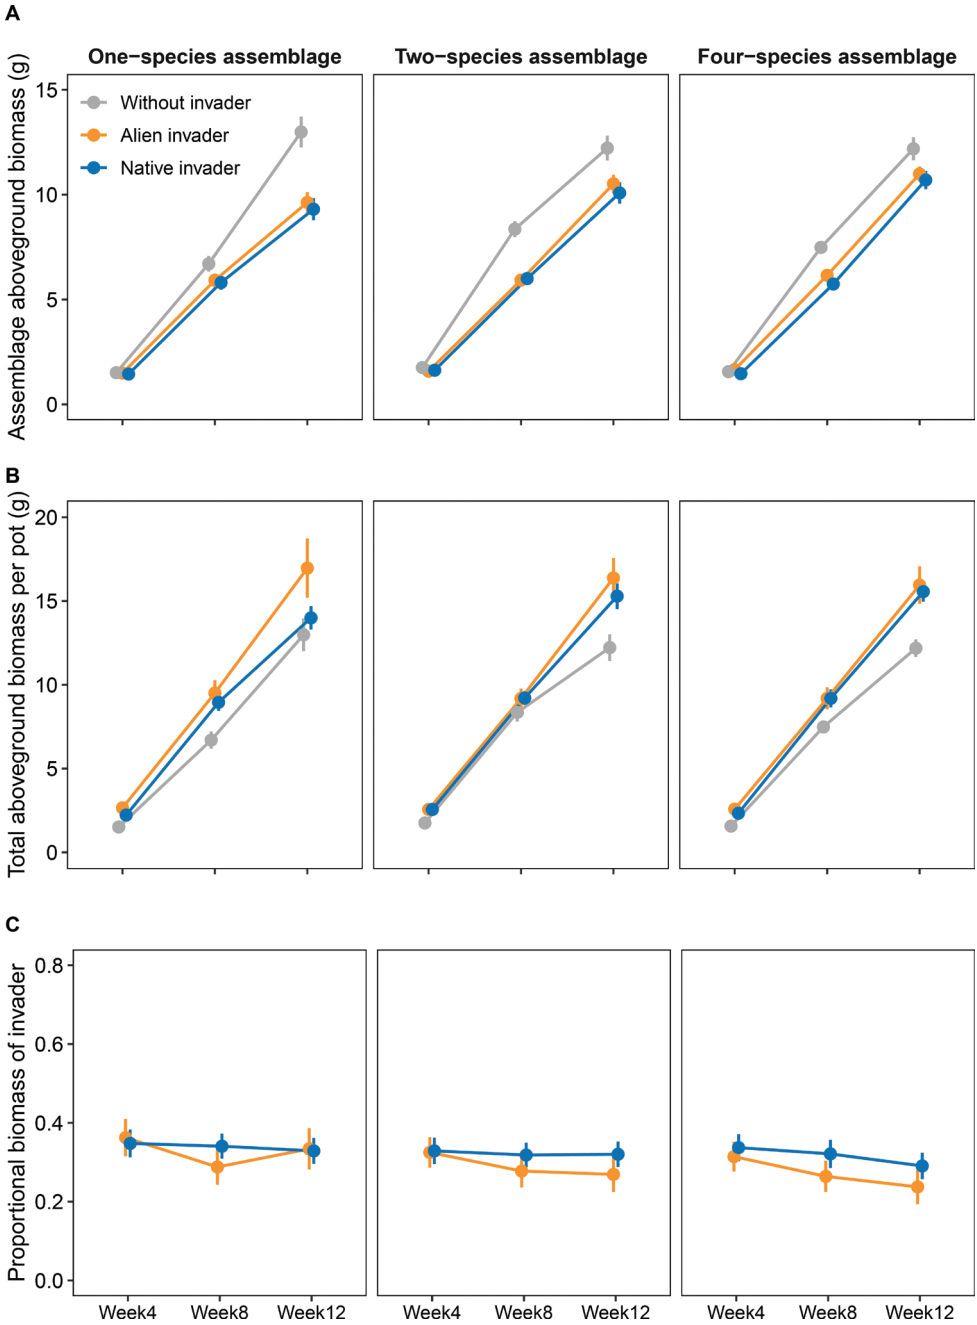 A
One−species assemblage
Two−species assemblage
Four−species assemblage
Assemblage aboveground biomass (g)
15
10
5
0
Without invader
Alien invader
Native invader
B
Total aboveground biomass per pot (g)
20
15
10
5
0
C
Proportional biomass of invader
0.8
0.6
0.4
0.2
0.0
Week4 Week8 Week12
Week4 Week8 Week12
Week4 Week8 Week12